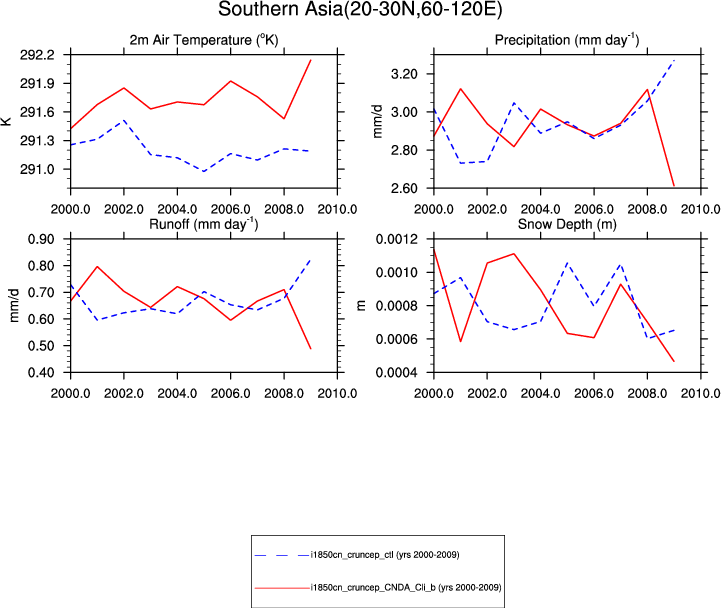 Southern Asia(20-30N,60-120E)
2m Air Temperature (°K)
Precipitation (mm day⁻¹)
292.2
291.9
291.6
291.3
291.0
K
2000.0 2002.0 2004.0 2006.0 2008.0 2010.0
3.20
3.00
2.80
2.60
mm/d
2000.0 2002.0 2004.0 2006.0 2008.0 2010.0
Runoff (mm day⁻¹)
Snow Depth (m)
0.90
0.80
0.70
0.60
0.50
0.40
mm/d
2000.0 2002.0 2004.0 2006.0 2008.0 2010.0
0.0012
0.0010
0.0008
0.0006
0.0004
m
2000.0 2002.0 2004.0 2006.0 2008.0 2010.0
i1850cn_cruncep_ctl (yrs 2000-2009)
i1850cn_cruncep_CNDA_Cli_b (yrs 2000-2009)